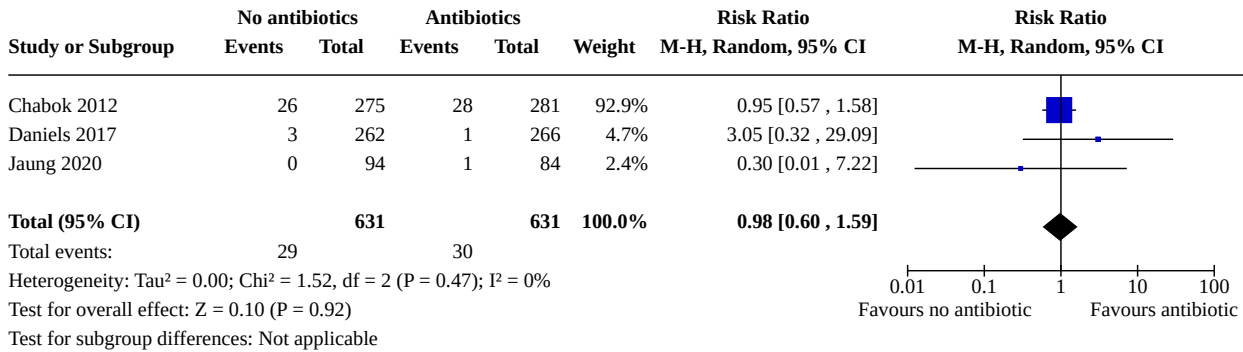 No antibiotics Antibiotics Risk Ratio Risk Ratio
Study or Subgroup Events Total Events Total Weight M-H, Random, 95% CI M-H, Random, 95% CI
Chabok 2012 26 275 28 281 92.9% 0.95 [0.57 , 1.58]
Daniels 2017 3 262 1 266 4.7% 3.05 [0.32 , 29.09]
Jaung 2020 0 94 1 84 2.4% 0.30 [0.01 , 7.22]
Total (95% CI) 631 631 100.0% 0.98 [0.60 , 1.59]
Total events: 29 30
Heterogeneity: Tau² = 0.00; Chi² = 1.52, df = 2 (P = 0.47); I² = 0%
0.01 0.1 1 10 100
Test for overall effect: Z = 0.10 (P = 0.92) Favours no antibiotic Favours antibiotic
Test for subgroup differences: Not applicable